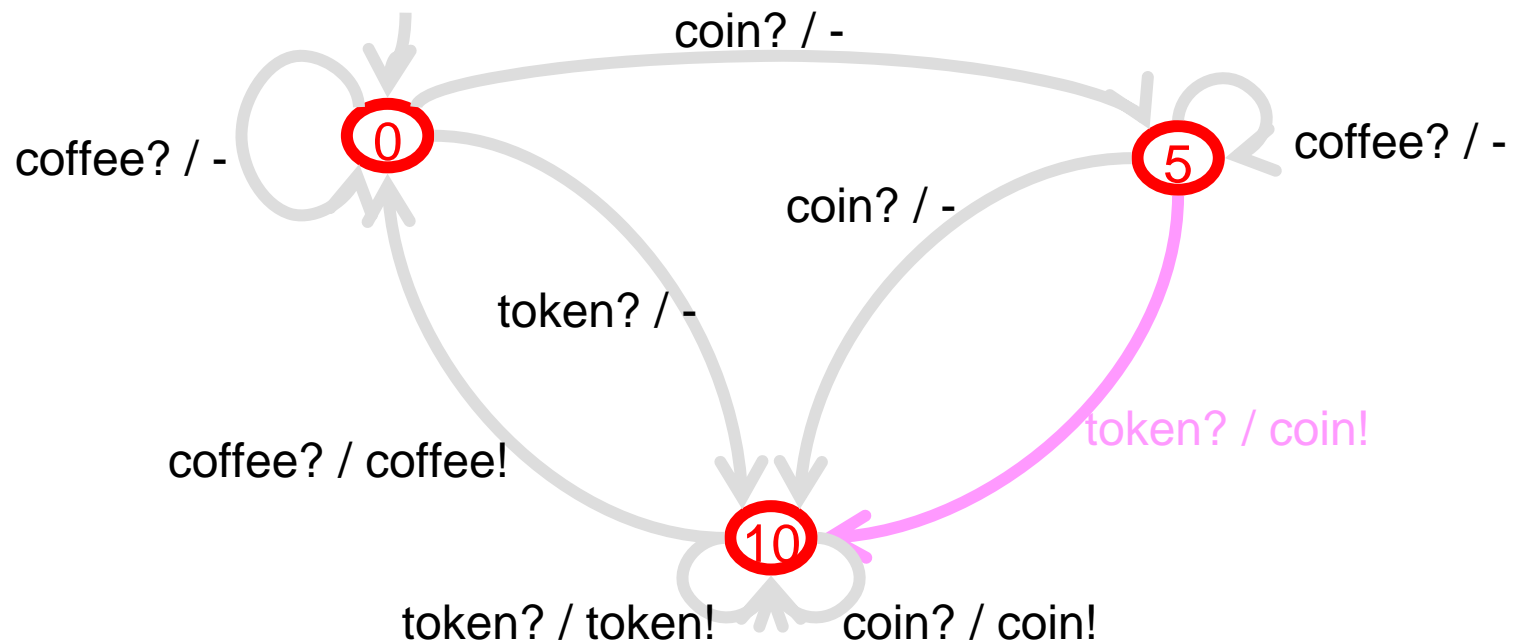 coin? / -
0
5
coffee? / -
coffee? / -
coin? / -
token? / -
token? / coin!
coffee? / coffee!
10
token? / token!
coin? / coin!